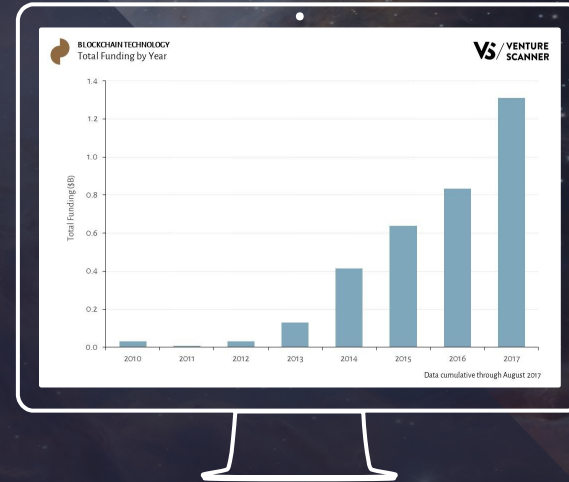 BLOCKCHAIN TECHNOLOGY
Total Funding by Year
VS/ VENTURE
SCANNER
1.4
1.2
1.0
0.8
0.6
0.4
0.2
0.0
Total Funding ($B)
2010 2011 2012 2013 2014 2015 2016 2017
Data cumulative through August 2017